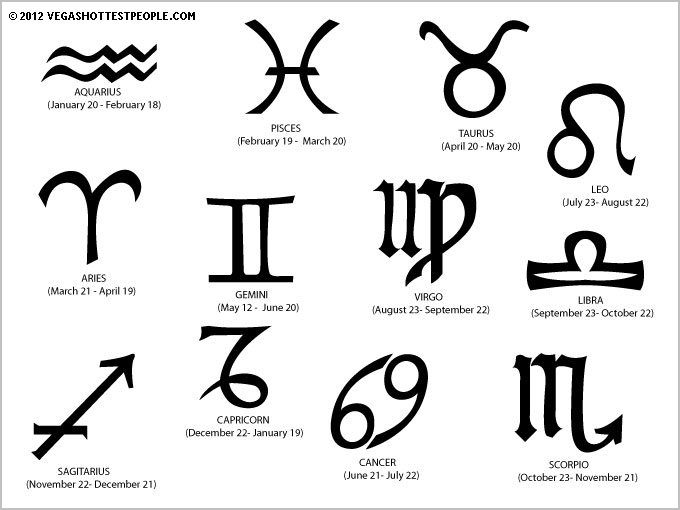 © 2012 VEGASHOTTESTPEOPLE.COM
AQUARIUS
(January 20 - February 18)
PISCES
(February 19 - March 20)
TAURUS
(April 20 - May 20)
LEO
(July 23- August 22)
ARIES
(March 21 - April 19)
GEMINI
(May 12 - June 20)
VIRGO
(August 23- September 22)
LIBRA
(September 23- October 22)
SAGITARIUS
(November 22- December 21)
CAPRICORN
(December 22- January 19)
CANCER
(June 21- July 22)
SCORPIO
(October 23- November 21)